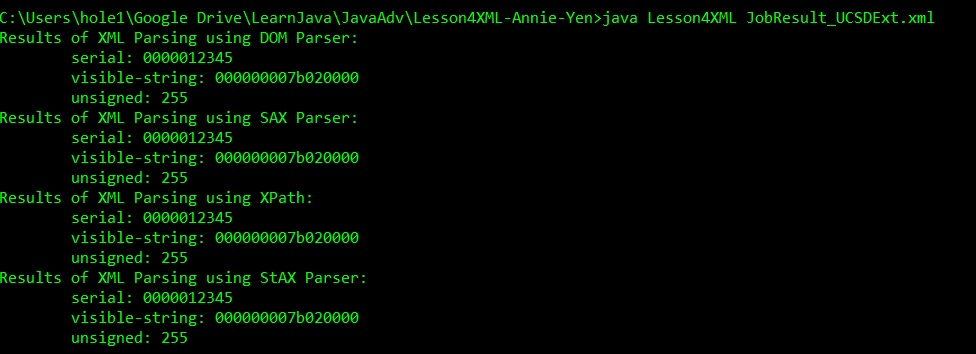 C:\Users\hole1\Google Drive\LearnJava\JavaAdv\Lesson4XML-Annie-Yen>java Lesson4XML JobResult_UCSDExt.xml
Results of XML Parsing using DOM Parser:
        serial: 0000012345
        visible-string: 000000007b020000
        unsigned: 255
Results of XML Parsing using SAX Parser:
        serial: 0000012345
        visible-string: 000000007b020000
        unsigned: 255
Results of XML Parsing using XPath:
        serial: 0000012345
        visible-string: 000000007b020000
        unsigned: 255
Results of XML Parsing using StAX Parser:
        serial: 0000012345
        visible-string: 000000007b020000
        unsigned: 255